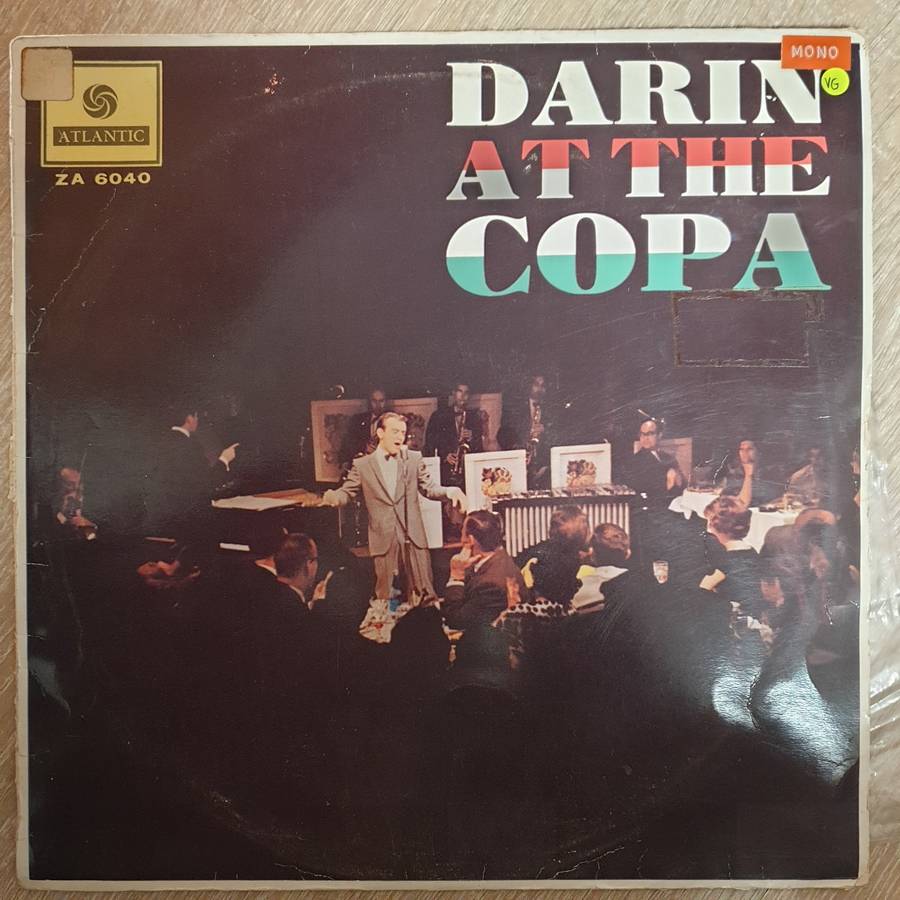 MONO
VG
DARIN
AT THE
COPA
ATLANTIC
ZA 6040